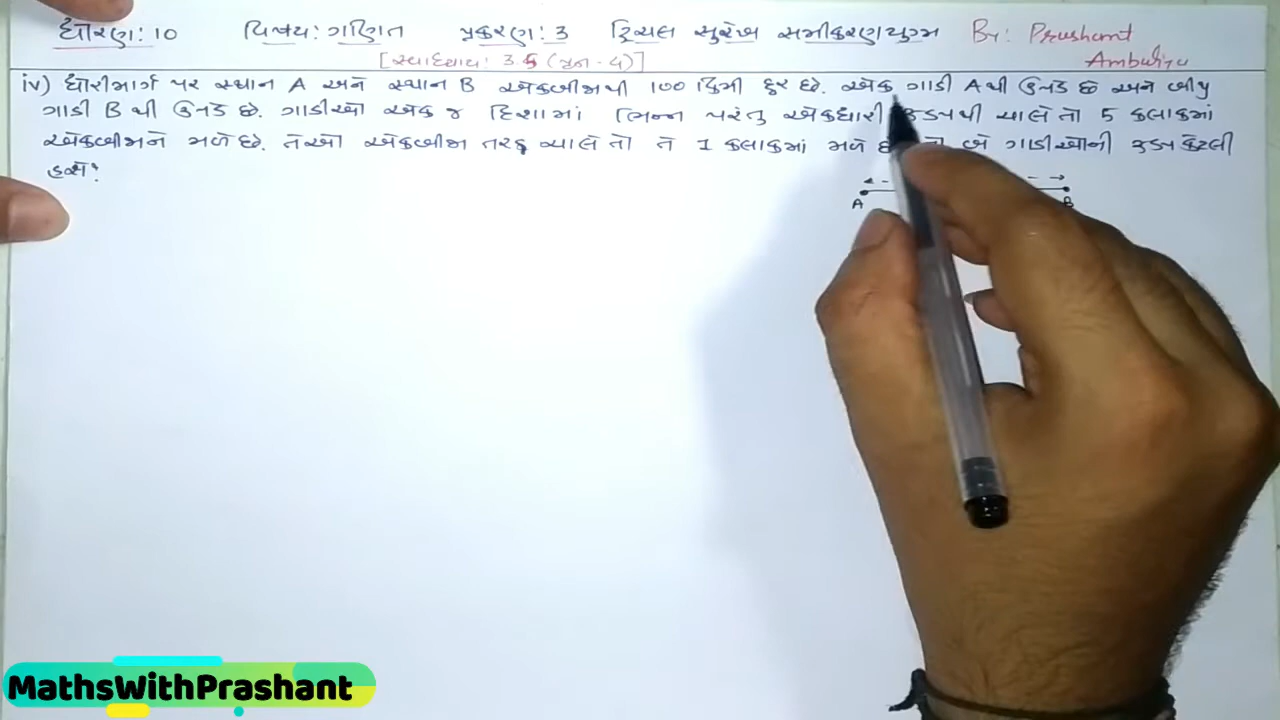 ધોરણ: 10 વિષય: ગણિત પ્રકરણ: 3 દ્વિચલ સુરેખ સમીકરણયુગ્મ By: Prashant Ambaliya
[સ્વાધ્યાય: 3.5 (પ્રશ્ન - 4)]
iv) ધોરીમાર્ગ પર સ્થાન A અને સ્થાન B એકબીજાથી 100 કિમી દુર છે. એક ગાડી A થી ઉપડે છે અને બીજી
ગાડી B થી ઉપડે છે. ગાડીઓ એક જ દિશામાં ભિન્ન પરંતુ એકધારી ઝડપથી ચાલે તો 5 કલાકમાં
એકબીજાને મળે છે. તેઓ એકબીજા તરફ ચાલે તો તે 1 કલાકમાં મળે છે તો બે ગાડીઓની ઝડપ કેટલી
હશે?
A B
MathsWithPrashant